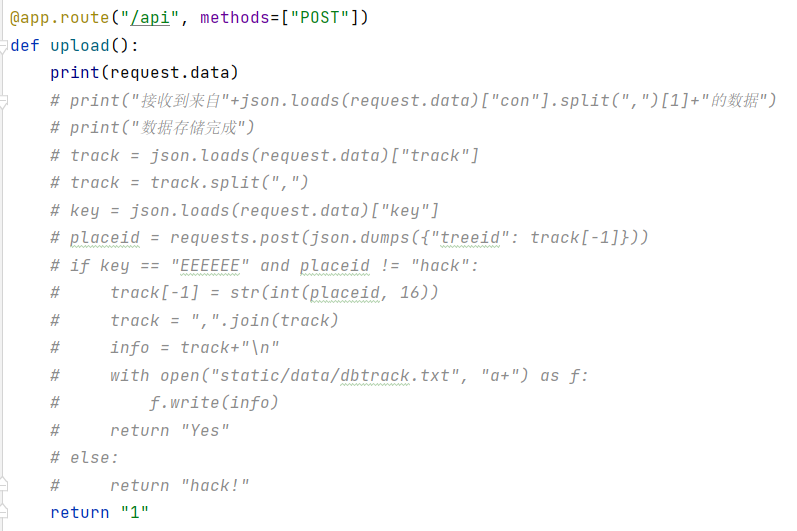 @app.route("/api", methods=["POST"])
def upload():
    print(request.data)
    # print("接收到来自"+json.loads(request.data)["con"].split(",")[1]+"的数据")
    # print("数据存储完成")
    # track = json.loads(request.data)["track"]
    # track = track.split(",")
    # key = json.loads(request.data)["key"]
    # placeid = requests.post(json.dumps({"treeid": track[-1]}))
    # if key == "EEEEEE" and placeid != "hack":
    #     track[-1] = str(int(placeid, 16))
    #     track = ",".join(track)
    #     info = track+"\n"
    #     with open("static/data/dbtrack.txt", "a+") as f:
    #         f.write(info)
    #     return "Yes"
    # else:
    #     return "hack!"
    return "1"